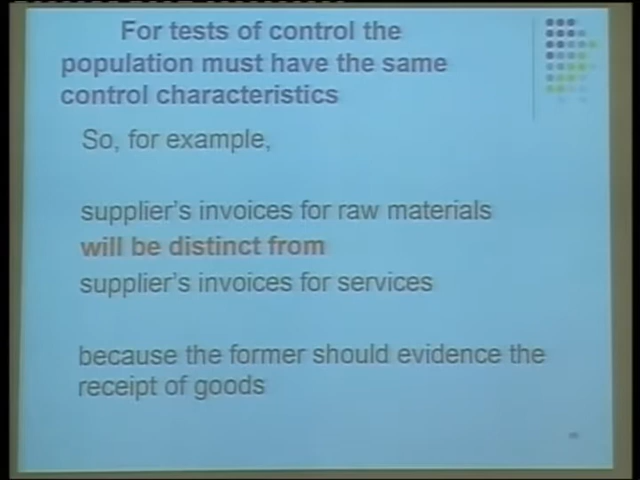 For tests of control the
population must have the same
control characteristics
So, for example,
supplier's invoices for raw materials
will be distinct from
supplier's invoices for services
because the former should evidence the
receipt of goods